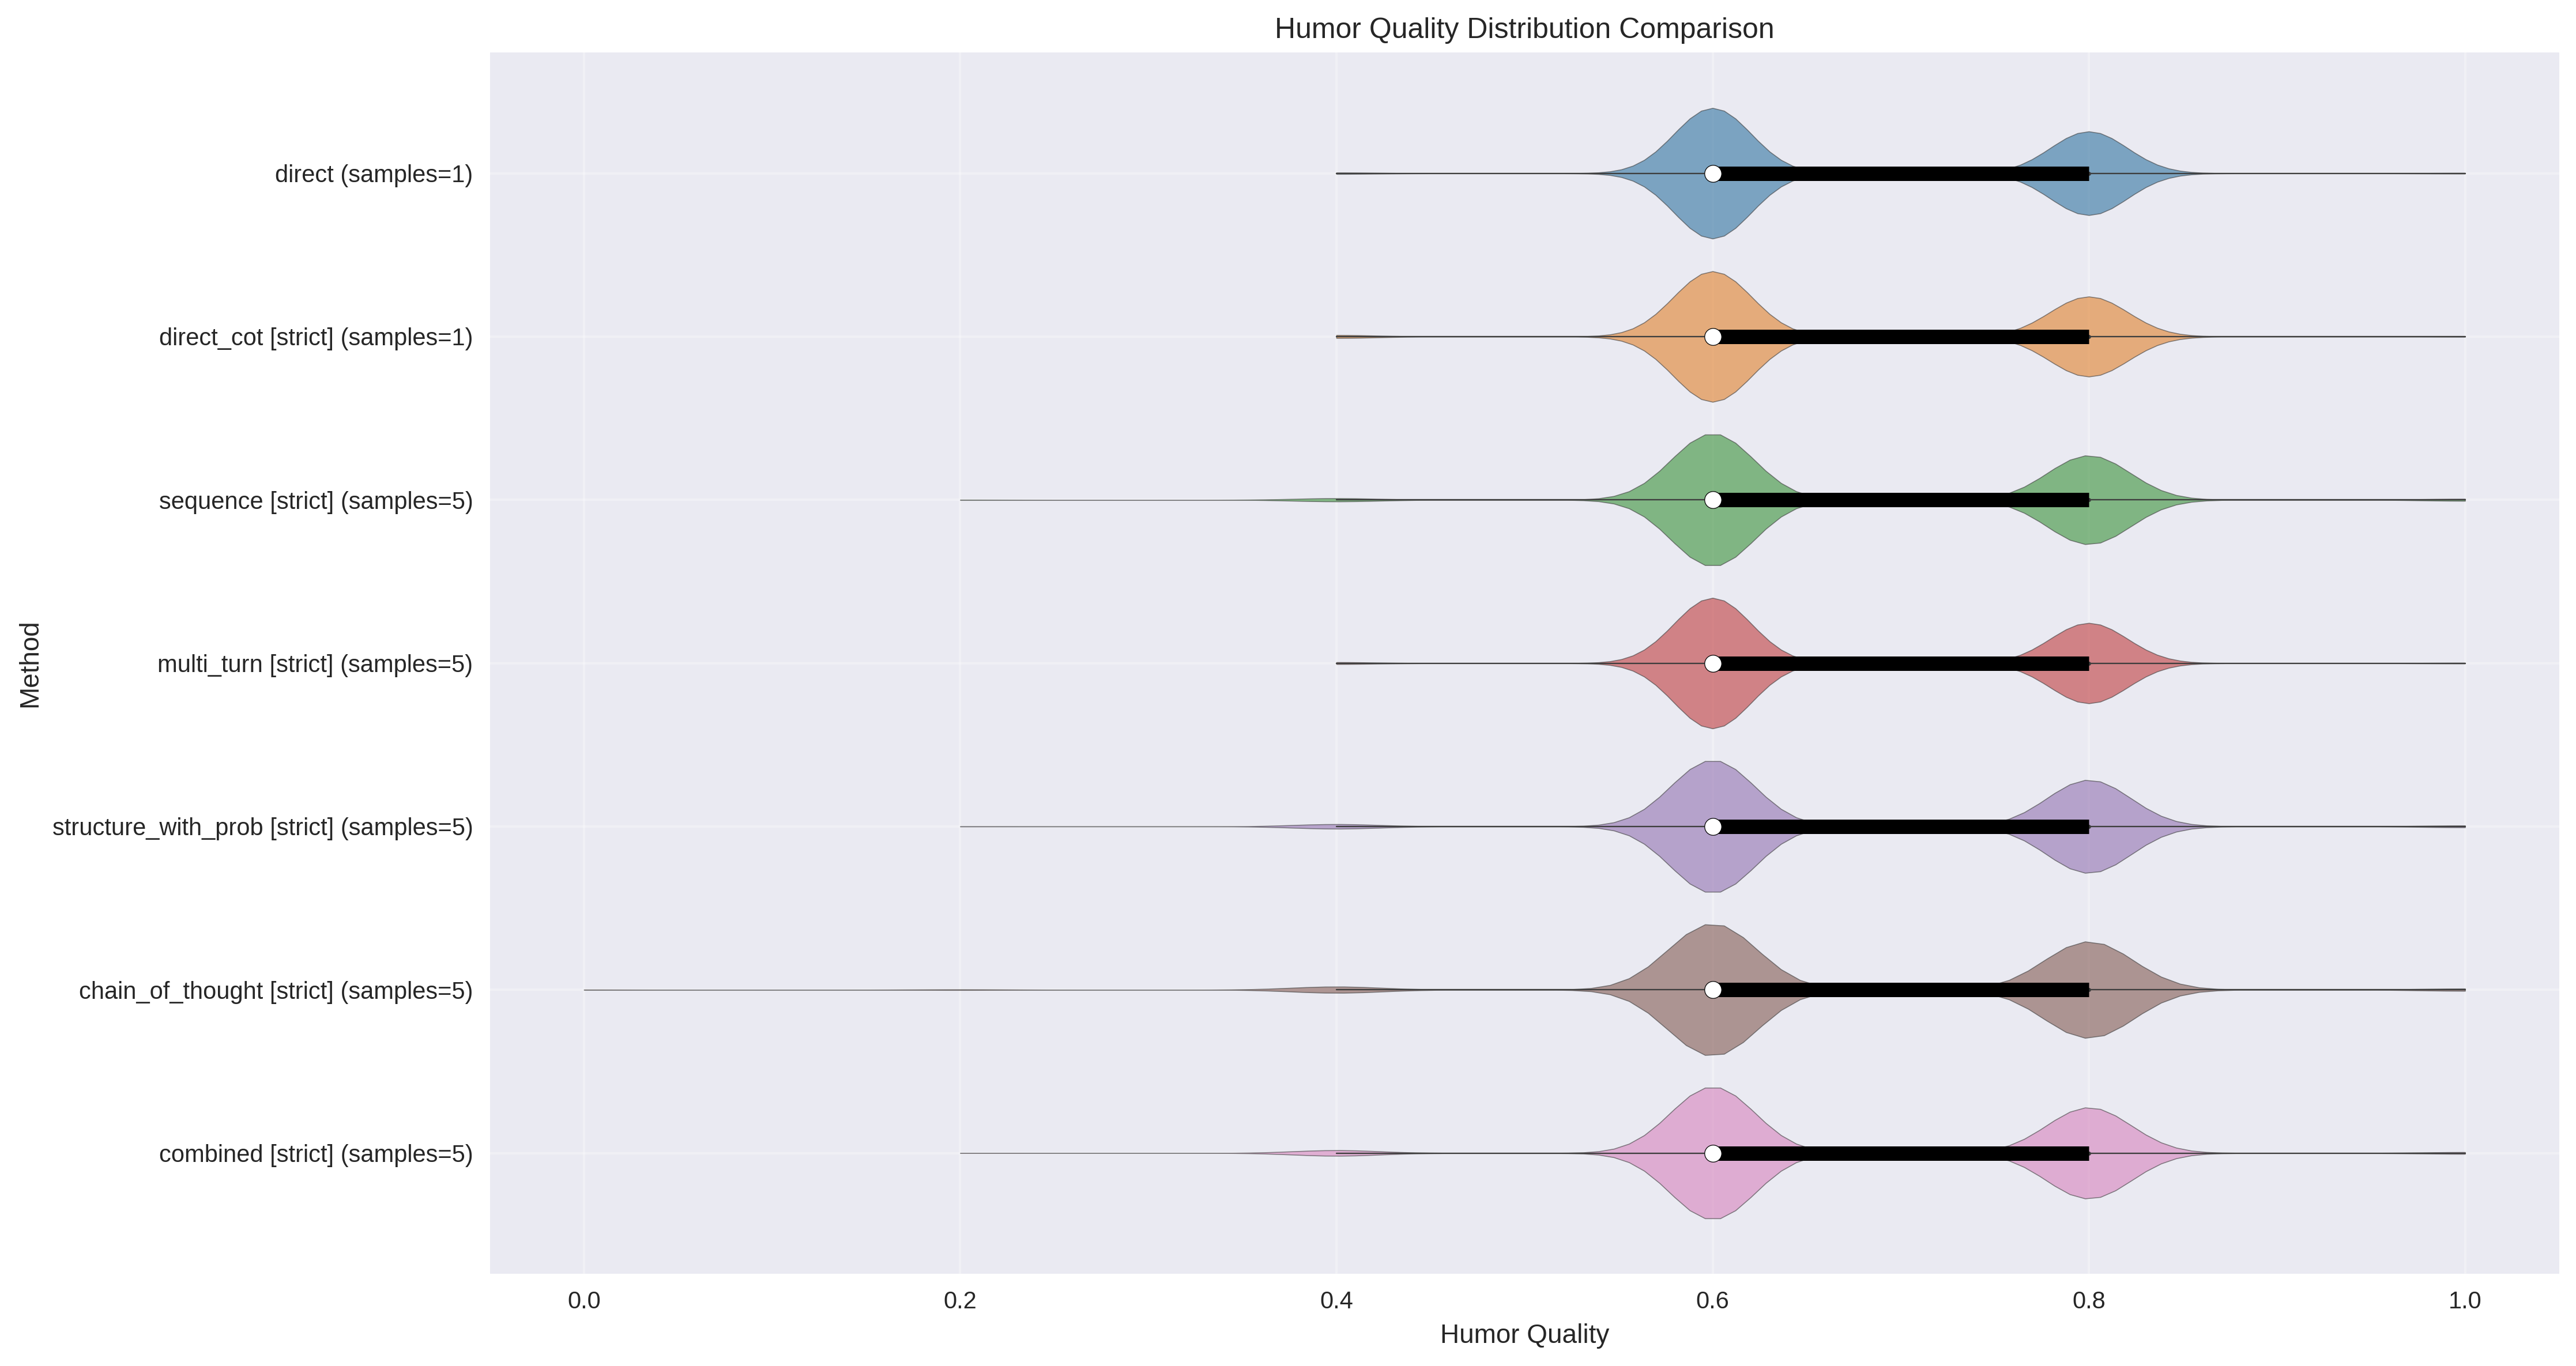 Humor Quality Distribution Comparison
direct (samples=1)
direct_cot [strict] (samples=1)
sequence [strict] (samples=5)
multi_turn [strict] (samples=5)
structure_with_prob [strict] (samples=5)
chain_of_thought [strict] (samples=5)
combined [strict] (samples=5)
Method
0.0 0.2 0.4 0.6 0.8 1.0
Humor Quality